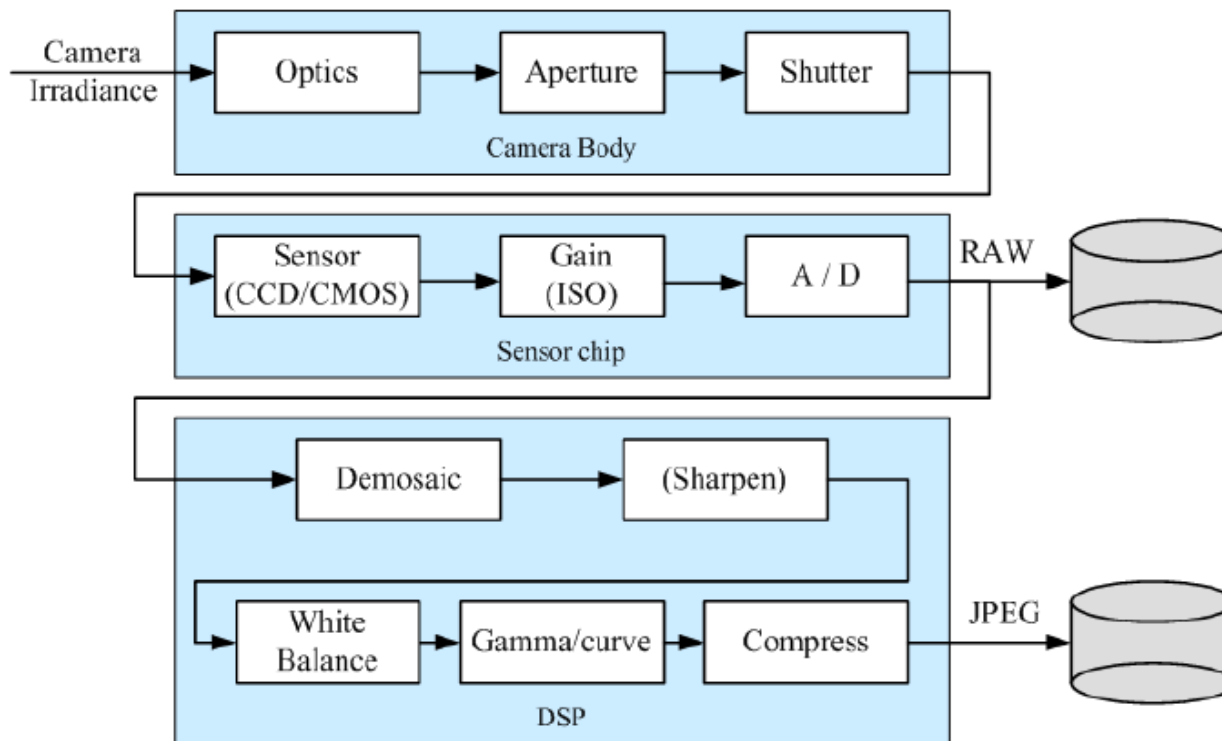 Camera
Irradiance
Optics
Aperture
Shutter
Camera Body
Sensor
(CCD/CMOS)
Gain
(ISO)
A / D
RAW
Sensor chip
Demosaic
(Sharpen)
White
Balance
Gamma/curve
Compress
JPEG
DSP